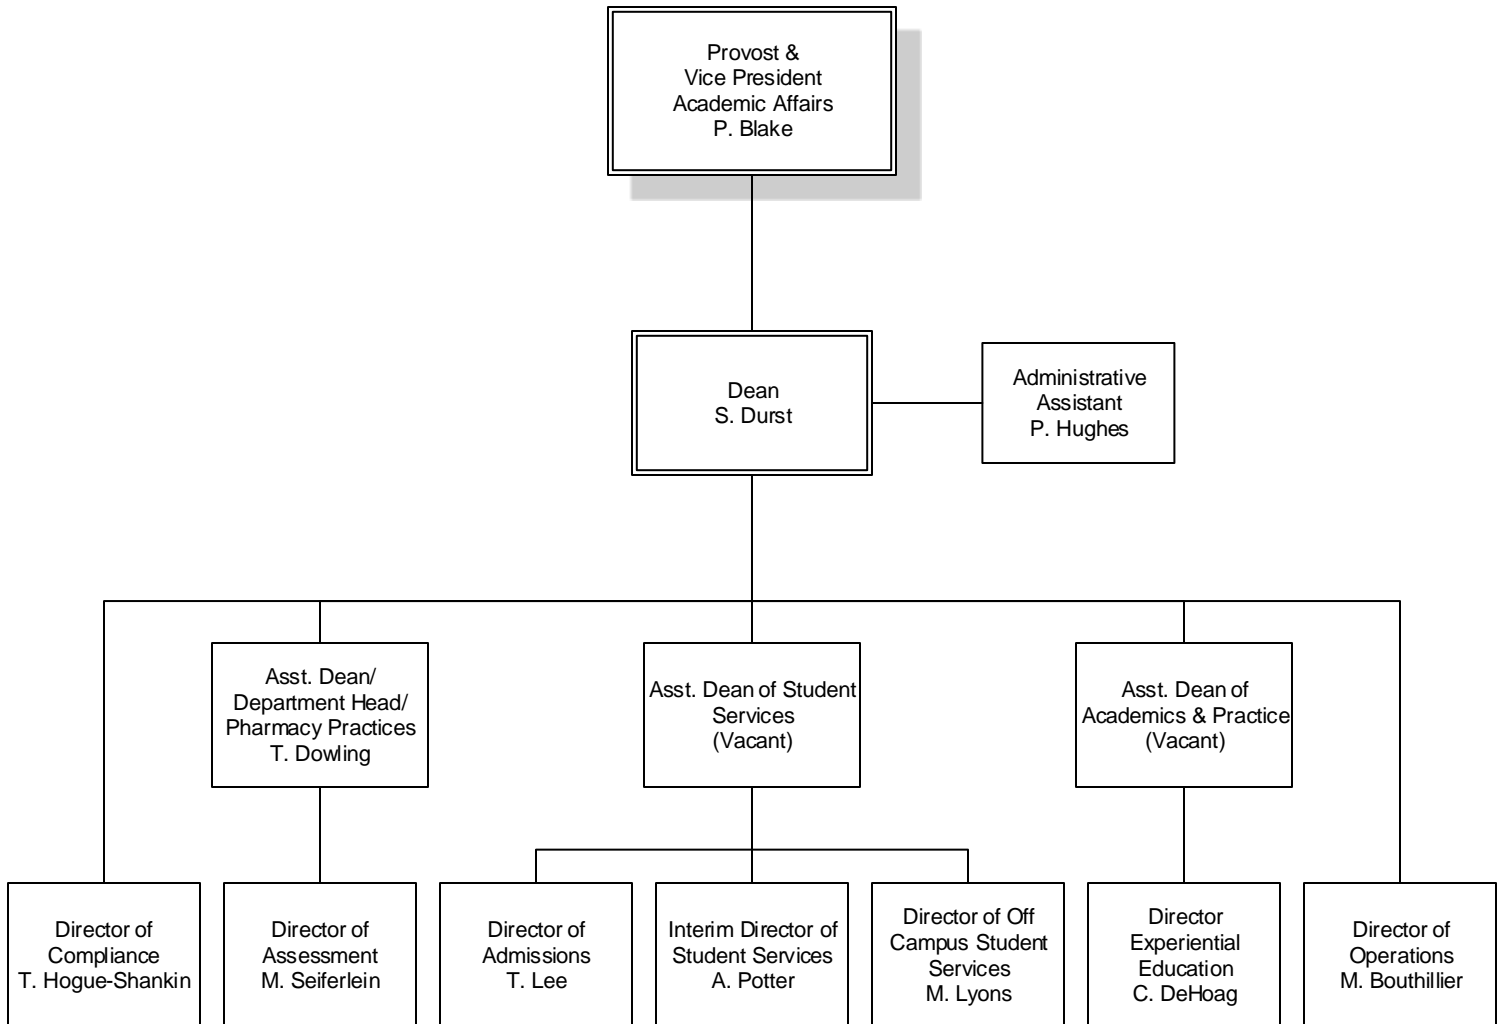 Provost &
Vice President
Academic Affairs
P. Blake
Dean
S. Durst
Administrative
Assistant
P. Hughes
Asst. Dean/
Department Head/
Pharmacy Practices
T. Dowling
Asst. Dean of Student
Services
(Vacant)
Asst. Dean of
Academics & Practice
(Vacant)
Director of
Compliance
T. Hogue-Shankin
Director of
Assessment
M. Seiferlein
Director of
Admissions
T. Lee
Interim Director of
Student Services
A. Potter
Director of Off
Campus Student
Services
M. Lyons
Director
Experiential
Education
C. DeHoag
Director of
Operations
M. Bouthillier